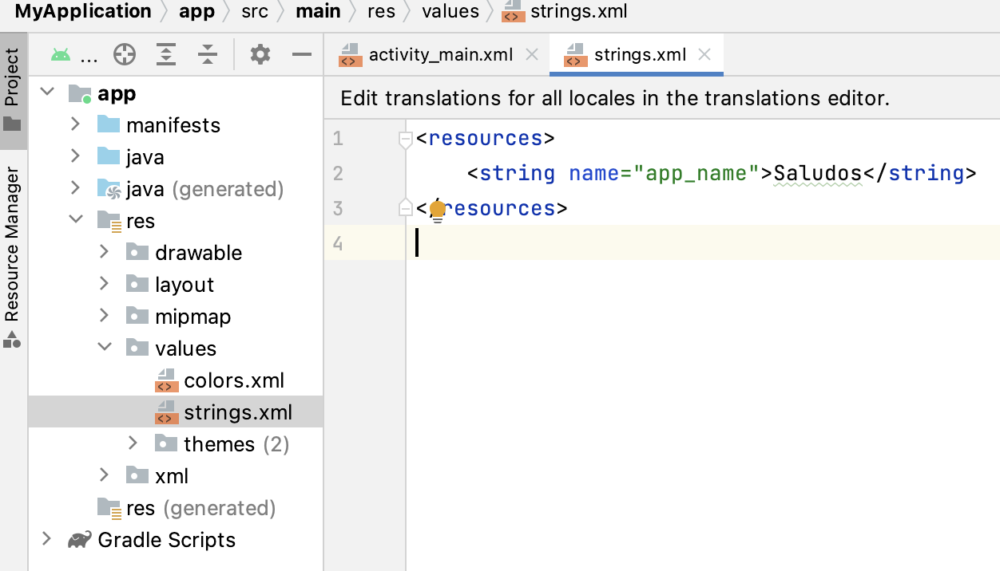 MyApplication app src main res values strings.xml
Project
Resource Manager
...
activity_main.xml
strings.xml
Edit translations for all locales in the translations editor.
app
manifests
java
java (generated)
res
drawable
layout
mipmap
values
colors.xml
strings.xml
themes (2)
xml
res (generated)
Gradle Scripts
1 <resources>
2 <string name="app_name">Saludos</string>
3 </resources>
4